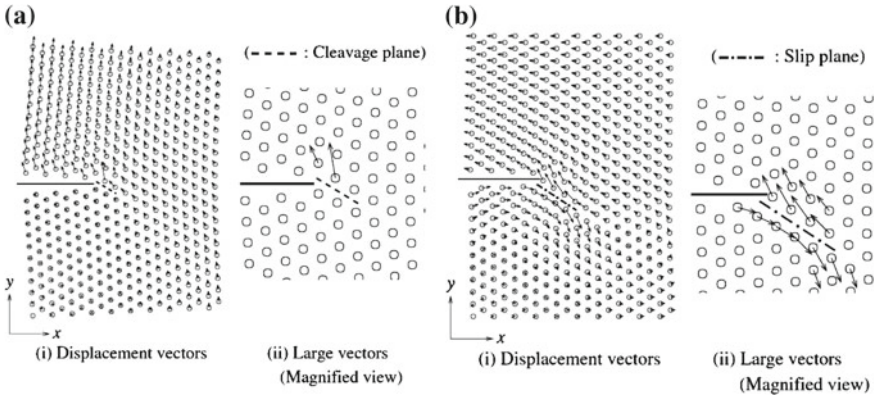 (a)
(- - - - : Cleavage plane)
y
x
(i) Displacement vectors
(ii) Large vectors
(Magnified view)
(b)
(— · — · — : Slip plane)
y
x
(i) Displacement vectors
(ii) Large vectors
(Magnified view)